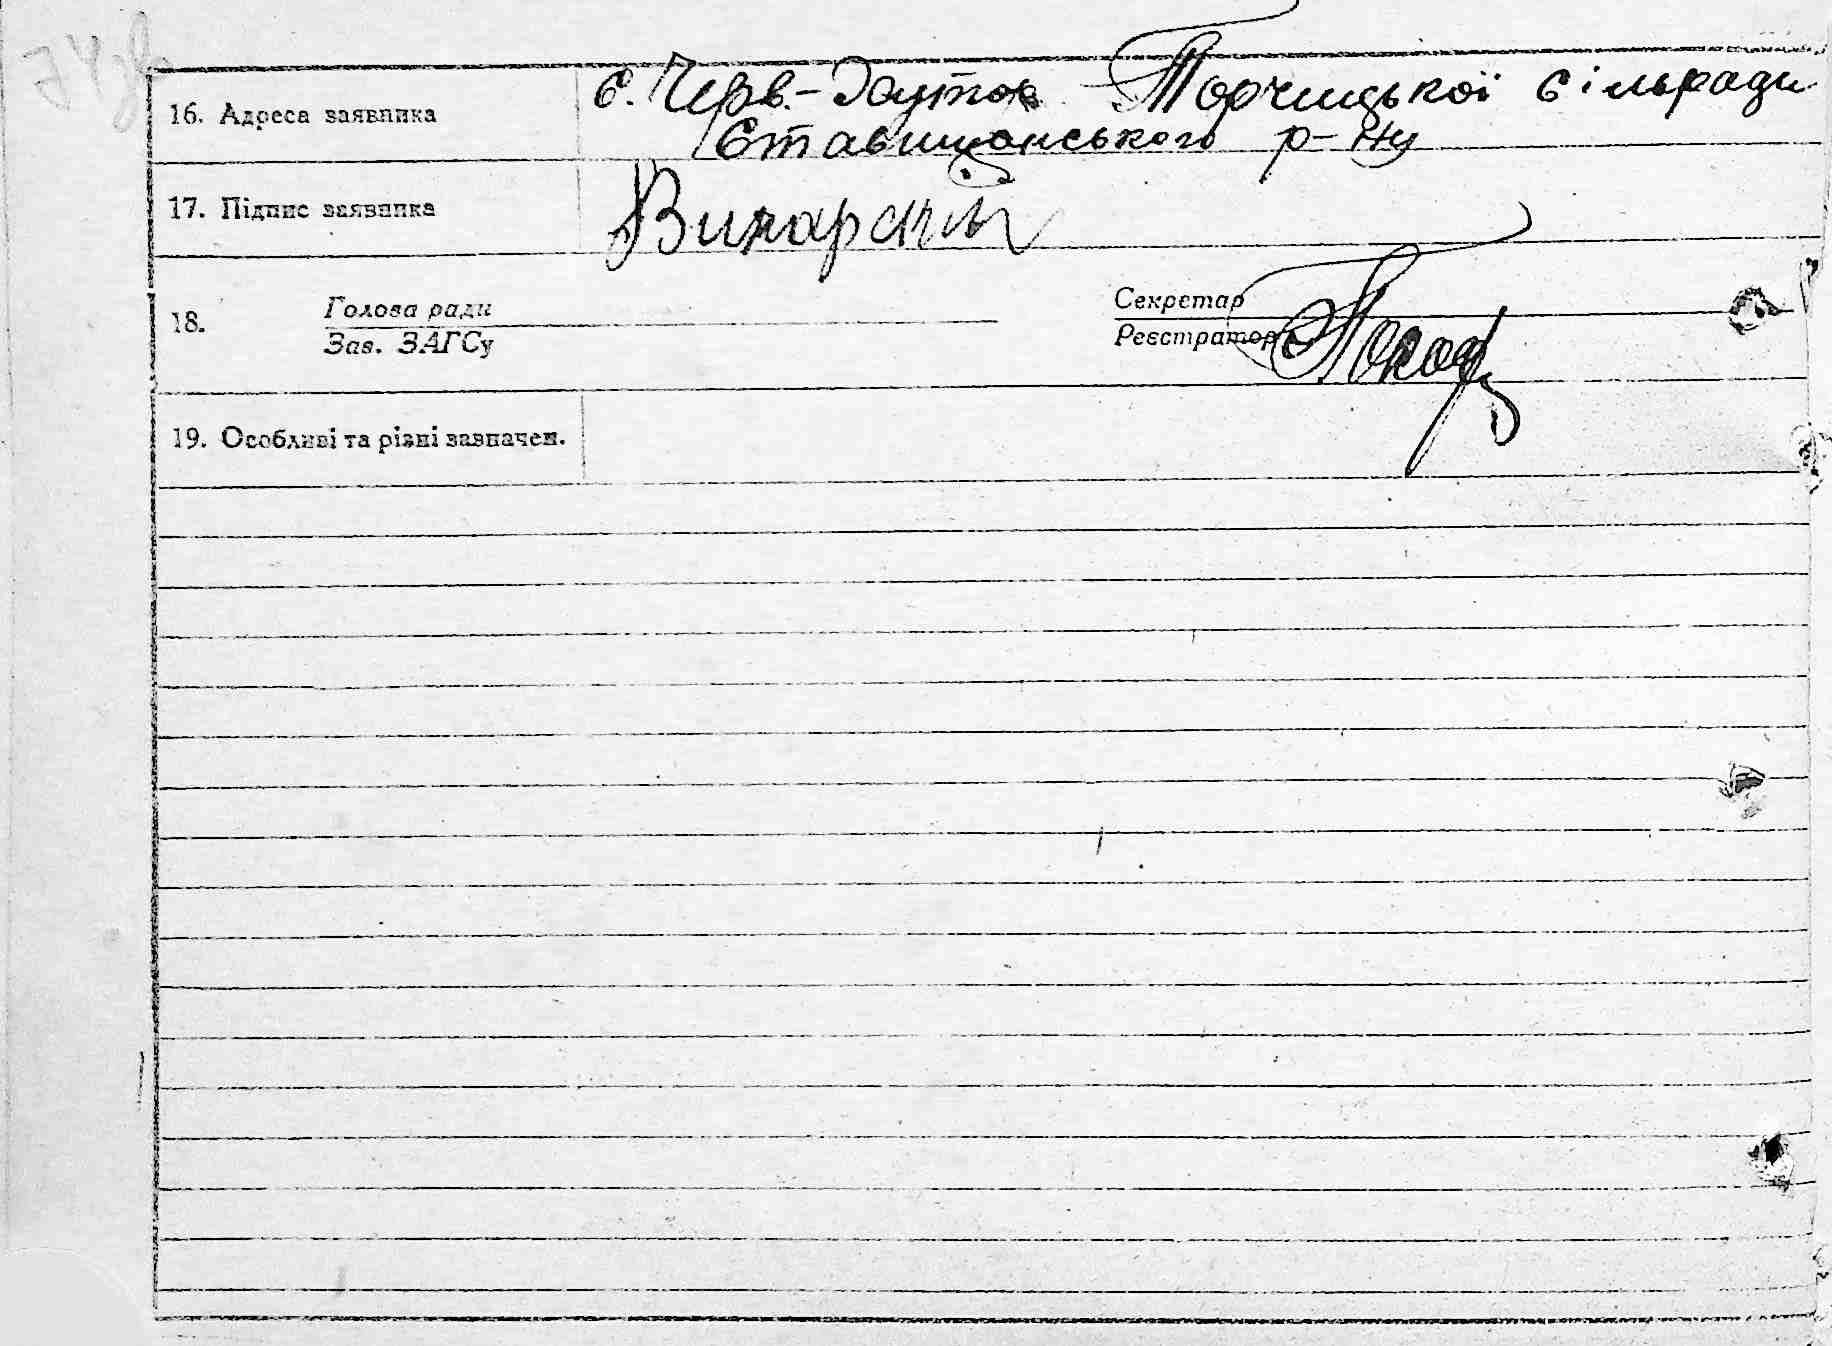 16. Адреса заявника
с. Черв.-Хутор Торчицької сільради
Ставищанського р-ну
17. Підпис заявника
18.
Голова ради
Зав. ЗАГСу
Секретар
Реєстратор
19. Особливі та різні зазначен.